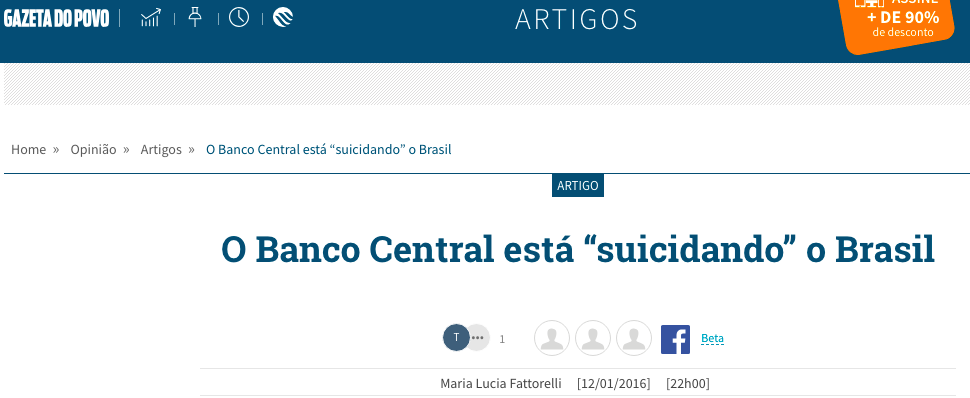 GAZETA DO POVO
ARTIGOS
ASSINE
+ DE 90%
de desconto
Home » Opinião » Artigos » O Banco Central está “suicidando” o Brasil
ARTIGO
O Banco Central está “suicidando” o Brasil
T ••• 1 f Beta
Maria Lucia Fattorelli [12/01/2016] [22h00]